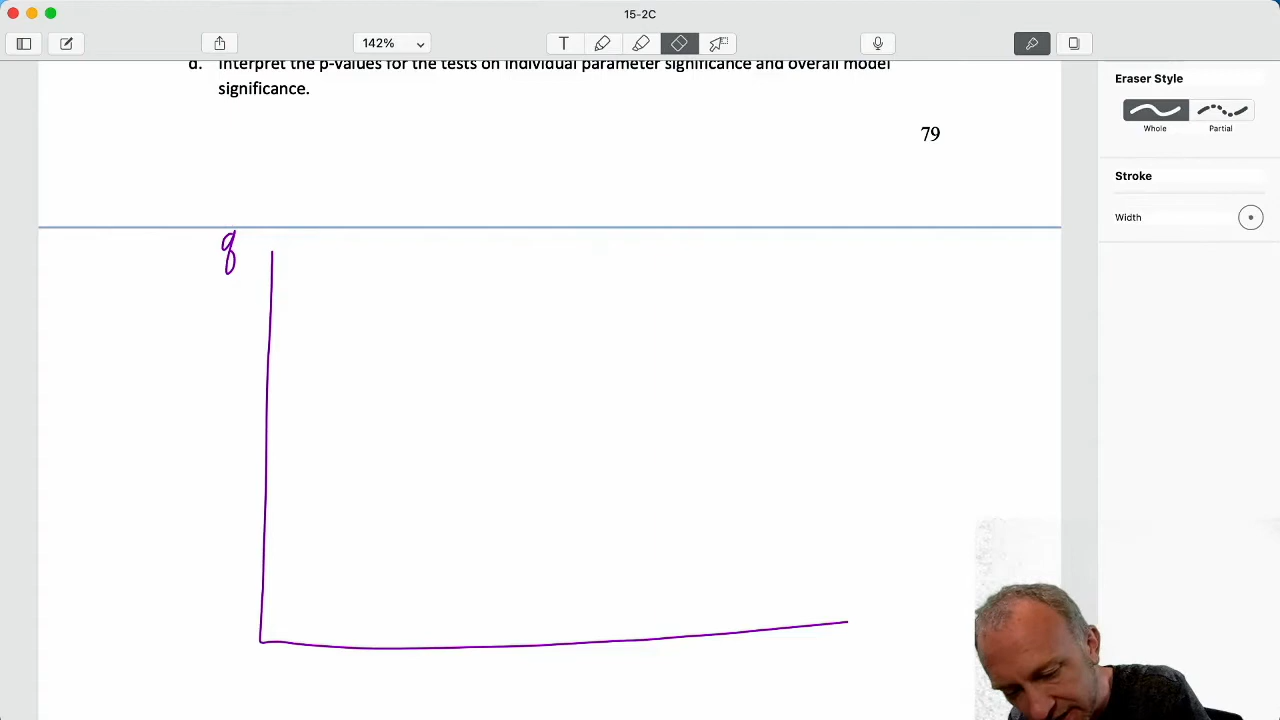 15-2C
142%
T
d. Interpret the p-values for the tests on individual parameter significance and overall model
significance.
79
Eraser Style
Whole
Partial
Stroke
Width